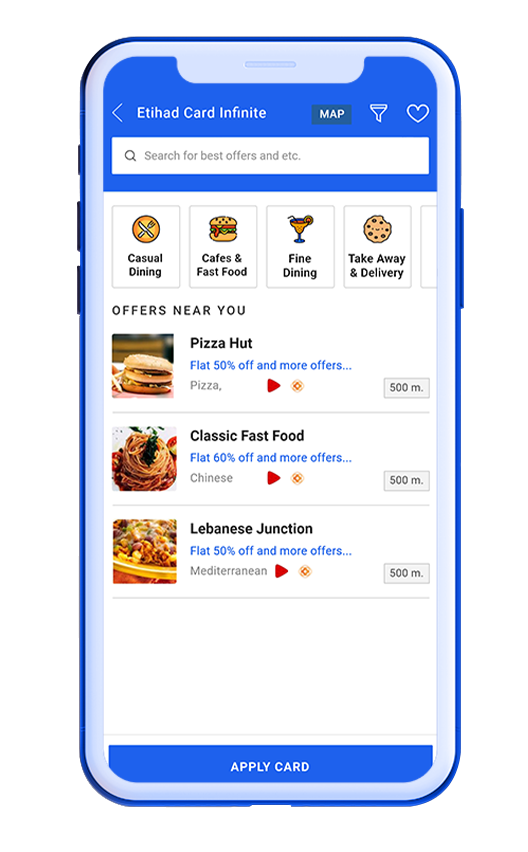 Etihad Card Infinite
MAP
Search for best offers and etc.
Casual
Dining
Cafes &
Fast Food
Fine
Dining
Take Away
& Delivery
OFFERS NEAR YOU
Pizza Hut
Flat 50% off and more offers...
Pizza,
500 m.
Classic Fast Food
Flat 60% off and more offers...
Chinese
500 m.
Lebanese Junction
Flat 50% off and more offers...
Mediterranean
500 m.
APPLY CARD